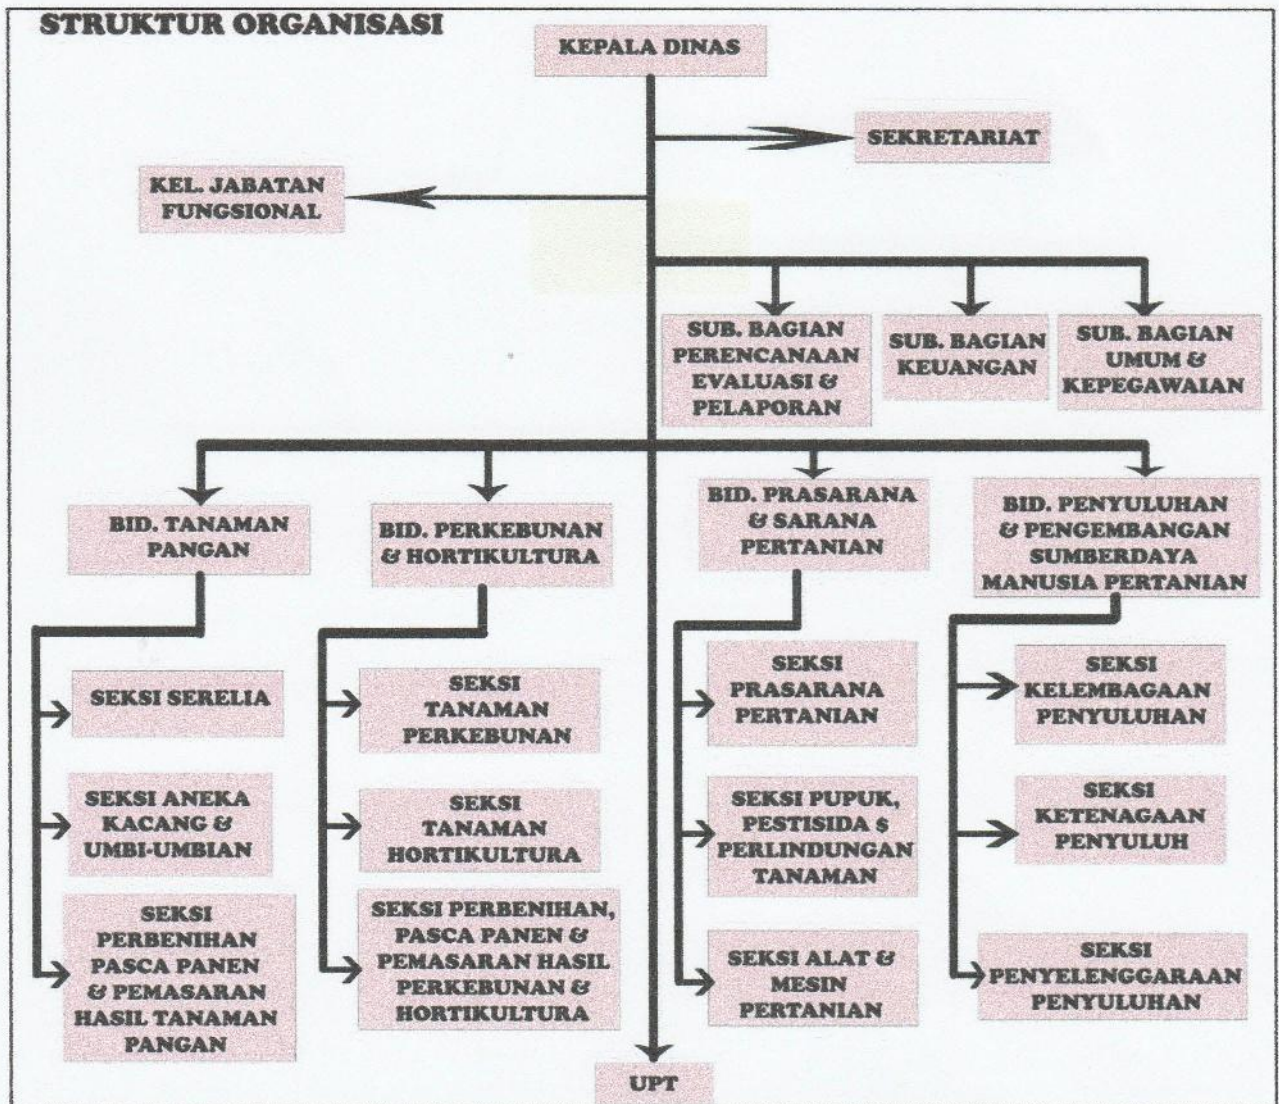 STRUKTUR ORGANISASI
KEPALA DINAS
SEKRETARIAT
KEL. JABATAN
FUNGSIONAL
SUB. BAGIAN
PERENCANAAN
EVALUASI &
PELAPORAN
SUB. BAGIAN
KEUANGAN
SUB. BAGIAN
UMUM &
KEPEGAWAIAN
BID. TANAMAN
PANGAN
BID. PERKEBUNAN
& HORTIKULTURA
BID. PRASARANA
& SARANA
PERTANIAN
BID. PENYULUHAN
& PENGEMBANGAN
SUMBERDAYA
MANUSIA PERTANIAN
SEKSI SERELIA
SEKSI ANEKA
KACANG &
UMBI-UMBIAN
SEKSI
PERBENIHAN
PASCA PANEN
& PEMASARAN
HASIL TANAMAN
PANGAN
SEKSI
TANAMAN
PERKEBUNAN
SEKSI
TANAMAN
HORTIKULTURA
SEKSI PERBENIHAN,
PASCA PANEN &
PEMASARAN HASIL
PERKEBUNAN &
HORTIKULTURA
SEKSI
PRASARANA
PERTANIAN
SEKSI PUPUK,
PESTISIDA $
PERLINDUNGAN
TANAMAN
SEKSI ALAT &
MESIN
PERTANIAN
SEKSI
KELEMBAGAAN
PENYULUHAN
SEKSI
KETENAGAAN
PENYULUH
SEKSI
PENYELENGGARAAN
PENYULUHAN
UPT